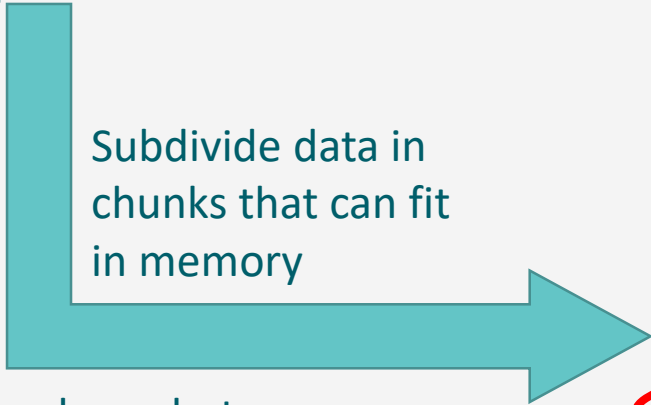 Subdivide data in
chunks that can fit
in memory